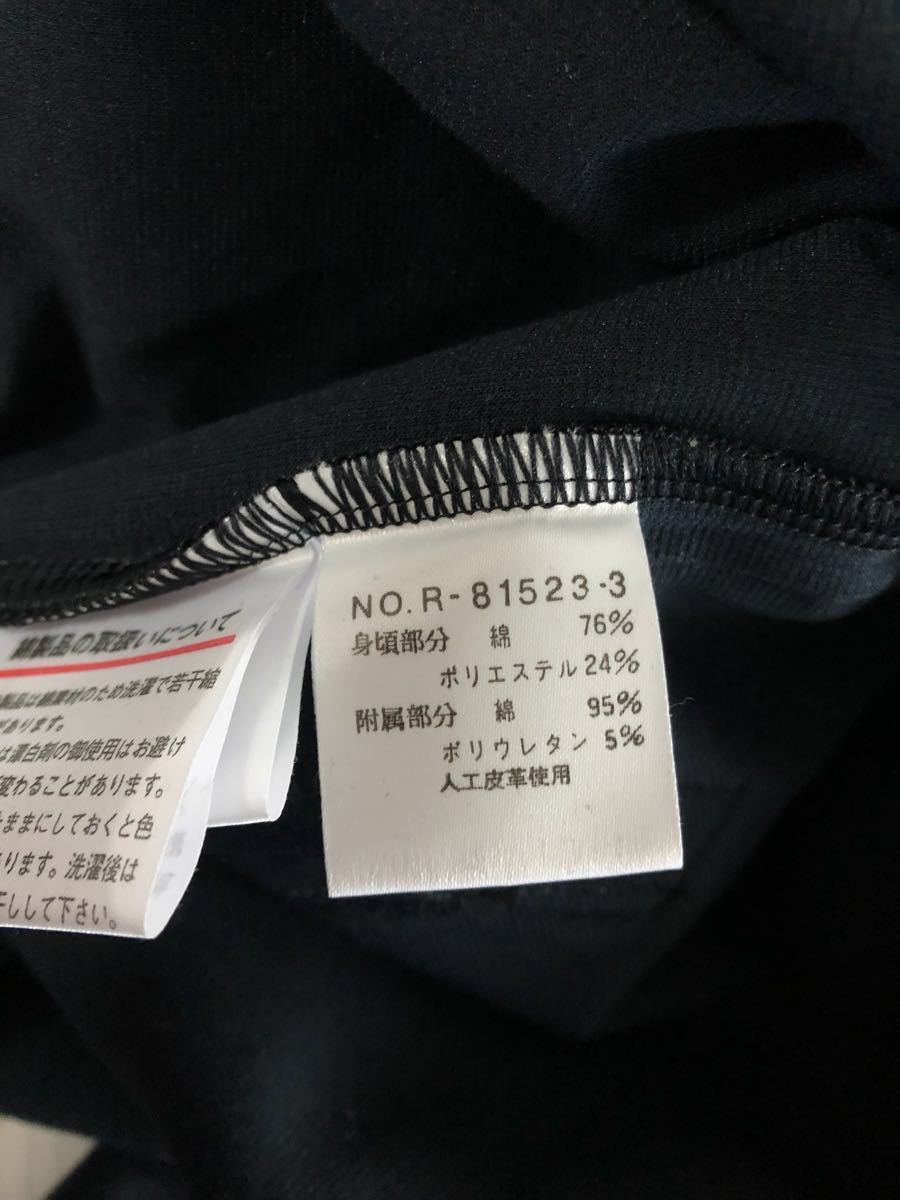 綿製品の取扱いについて
製品は綿素材のため洗濯で若干縮
があります。
は漂白剤の御使用はお避け
変わることがあります。
ままにしておくと色
ります。洗濯後は
干しして下さい。
NO.R-81523-3
身頃部分 綿 76%
ポリエステル 24%
附属部分 綿 95%
ポリウレタン 5%
人工皮革使用